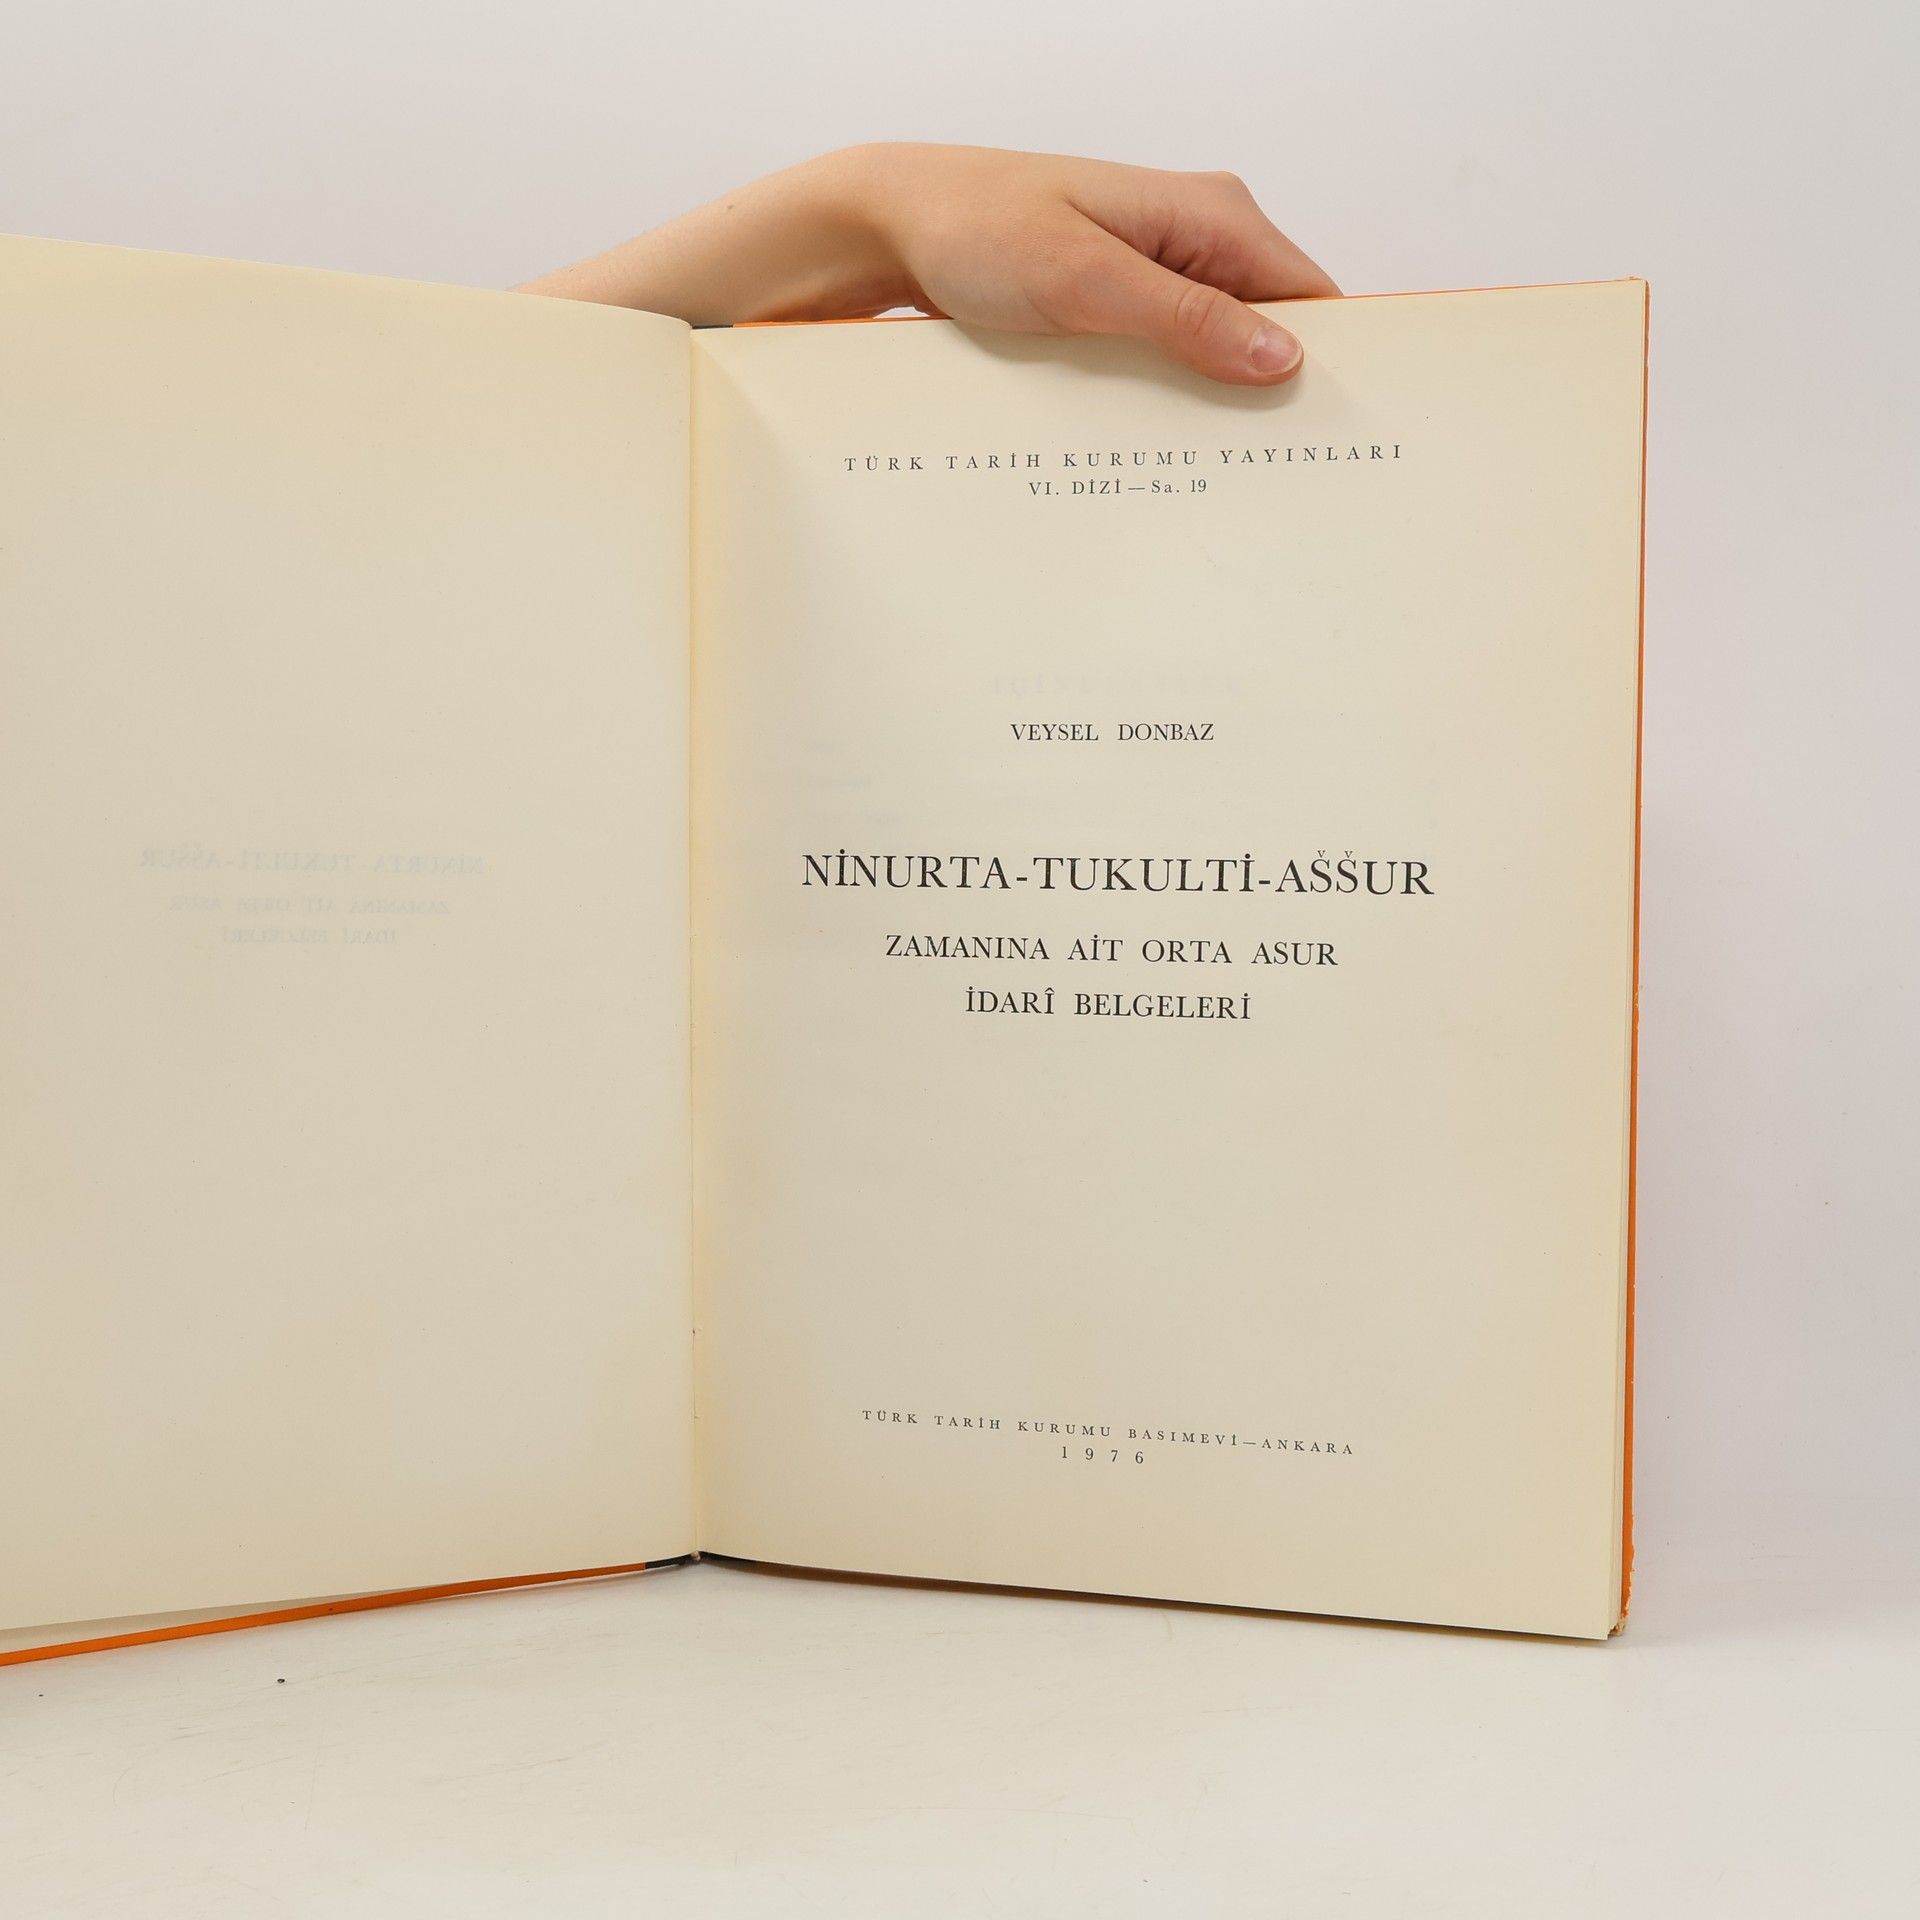 TÜRK TARİH KURUMU YAYINLARI
VI. DİZİ — Sa. 19
VEYSEL DONBAZ
NİNURTA-TUKULTİ-AŠŠUR
ZAMANINA AİT ORTA ASUR
İDARÎ BELGELERİ
TÜRK TARİH KURUMU BASIMEVİ — ANKARA
1976